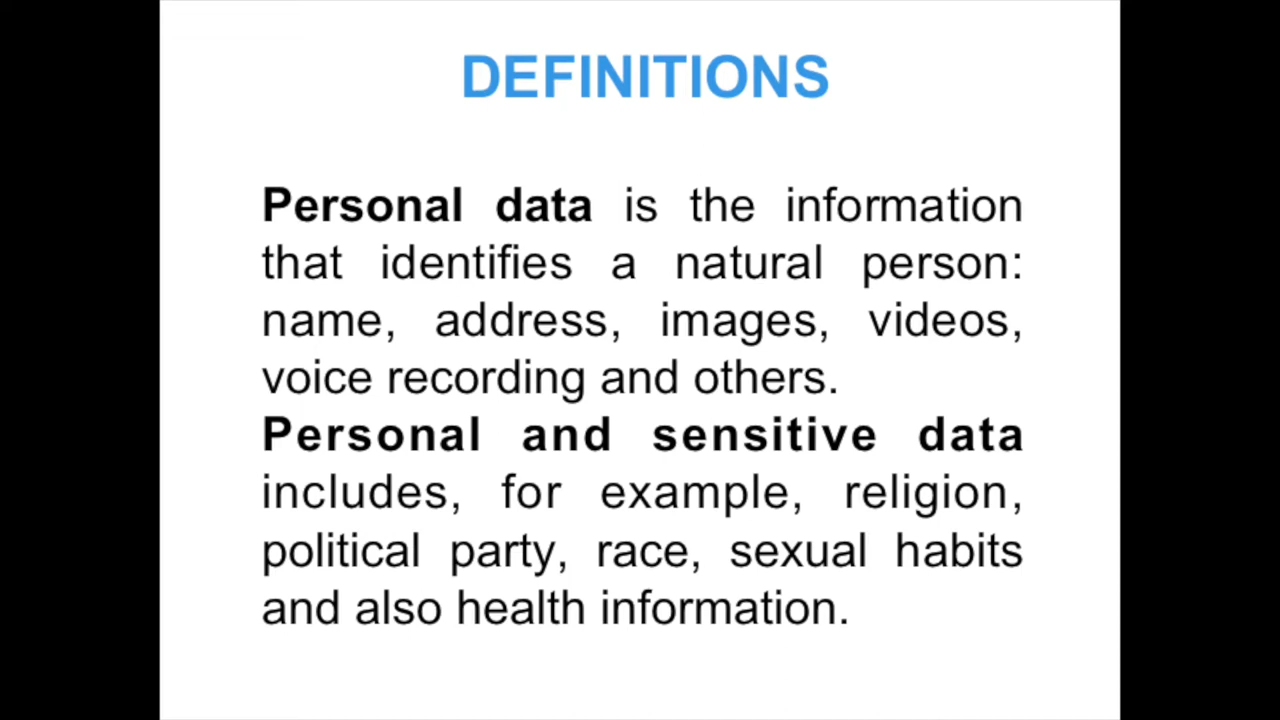 DEFINITIONS
Personal data is the information
that identifies a natural person:
name, address, images, videos,
voice recording and others.
Personal and sensitive data
includes, for example, religion,
political party, race, sexual habits
and also health information.